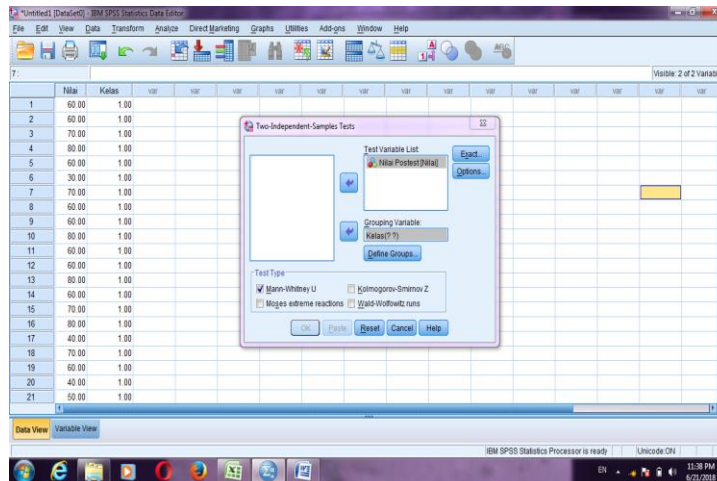 *Untitled1 [DataSet0] - IBM SPSS Statistics Data Editor
File Edit View Data Transform Analyze Direct Marketing Graphs Utilities Add-ons Window Help
7 :
Visible: 2 of 2 Variabl
Nilai Kelas var var var var var var var var var var var var
1 60.00 1.00
2 60.00 1.00
3 70.00 1.00
4 80.00 1.00
5 60.00 1.00
6 30.00 1.00
7 70.00 1.00
8 60.00 1.00
9 60.00 1.00
10 80.00 1.00
11 60.00 1.00
12 60.00 1.00
13 80.00 1.00
14 60.00 1.00
15 70.00 1.00
16 80.00 1.00
17 40.00 1.00
18 70.00 1.00
19 60.00 1.00
20 40.00 1.00
21 50.00 1.00
Two-Independent-Samples Tests
Test Variable List:
Nilai Postest [Nilai]
Exact...
Options...
Grouping Variable:
Kelas(? ?)
Define Groups...
Test Type
Mann-Whitney U Kolmogorov-Smirnov Z
Moses extreme reactions Wald-Wolfowitz runs
OK Paste Reset Cancel Help
Data View Variable View
IBM SPSS Statistics Processor is ready Unicode:ON
EN 11:38 PM
6/21/2018